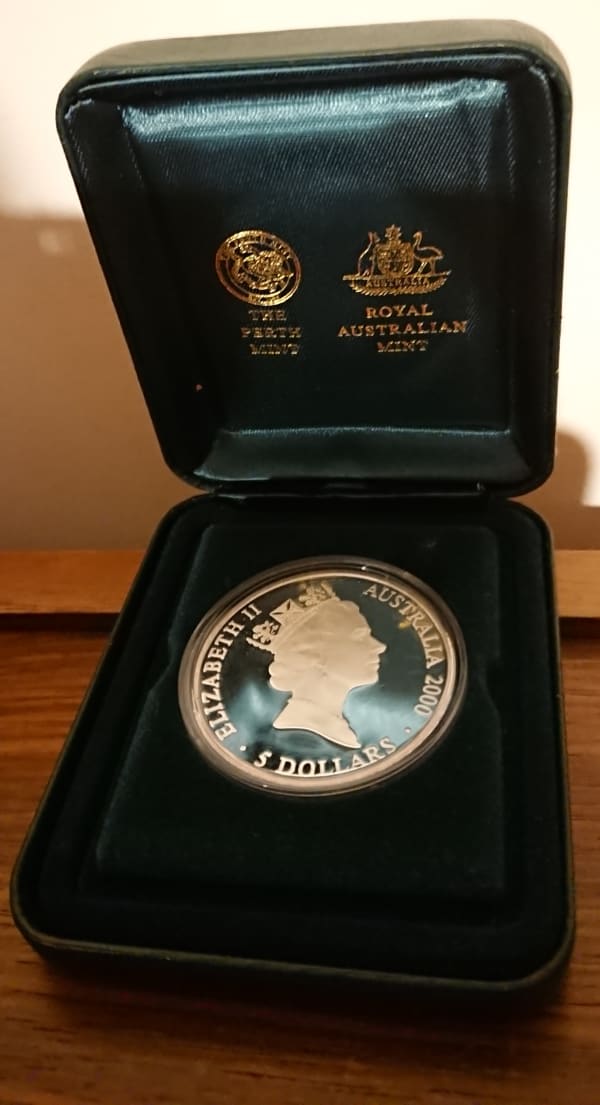 THE
PERTH
MINT
AUSTRALIA
ROYAL
AUSTRALIAN
MINT
ELIZABETH II
AUSTRALIA 2000
· 5 DOLLARS ·